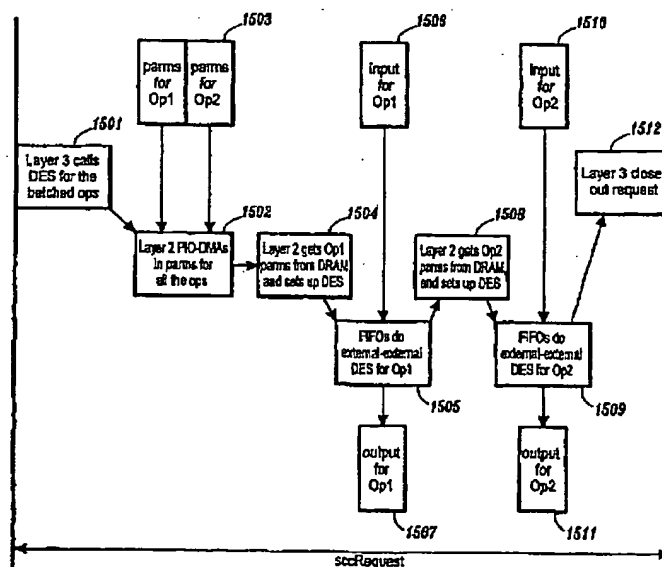 1503
1506
1510
parms for Op1
parms for Op2
input for Op1
input for Op2
1501
1512
Layer 3 calls
DES for the
batched ops
Layer 3 close
out request
1502
1504
1508
Layer 2 PIO-DMAs
in parms for
all the ops
Layer 2 gets Op1
parms from DRAM
and sets up DES
Layer 2 gets Op2
parms from DRAM
and sets up DES
FIFOs do
external-external
DES for Op1
FIFOs do
external-external
DES for Op2
1505
1509
output
for
Op1
output
for
Op2
1507
1511
sccRequest